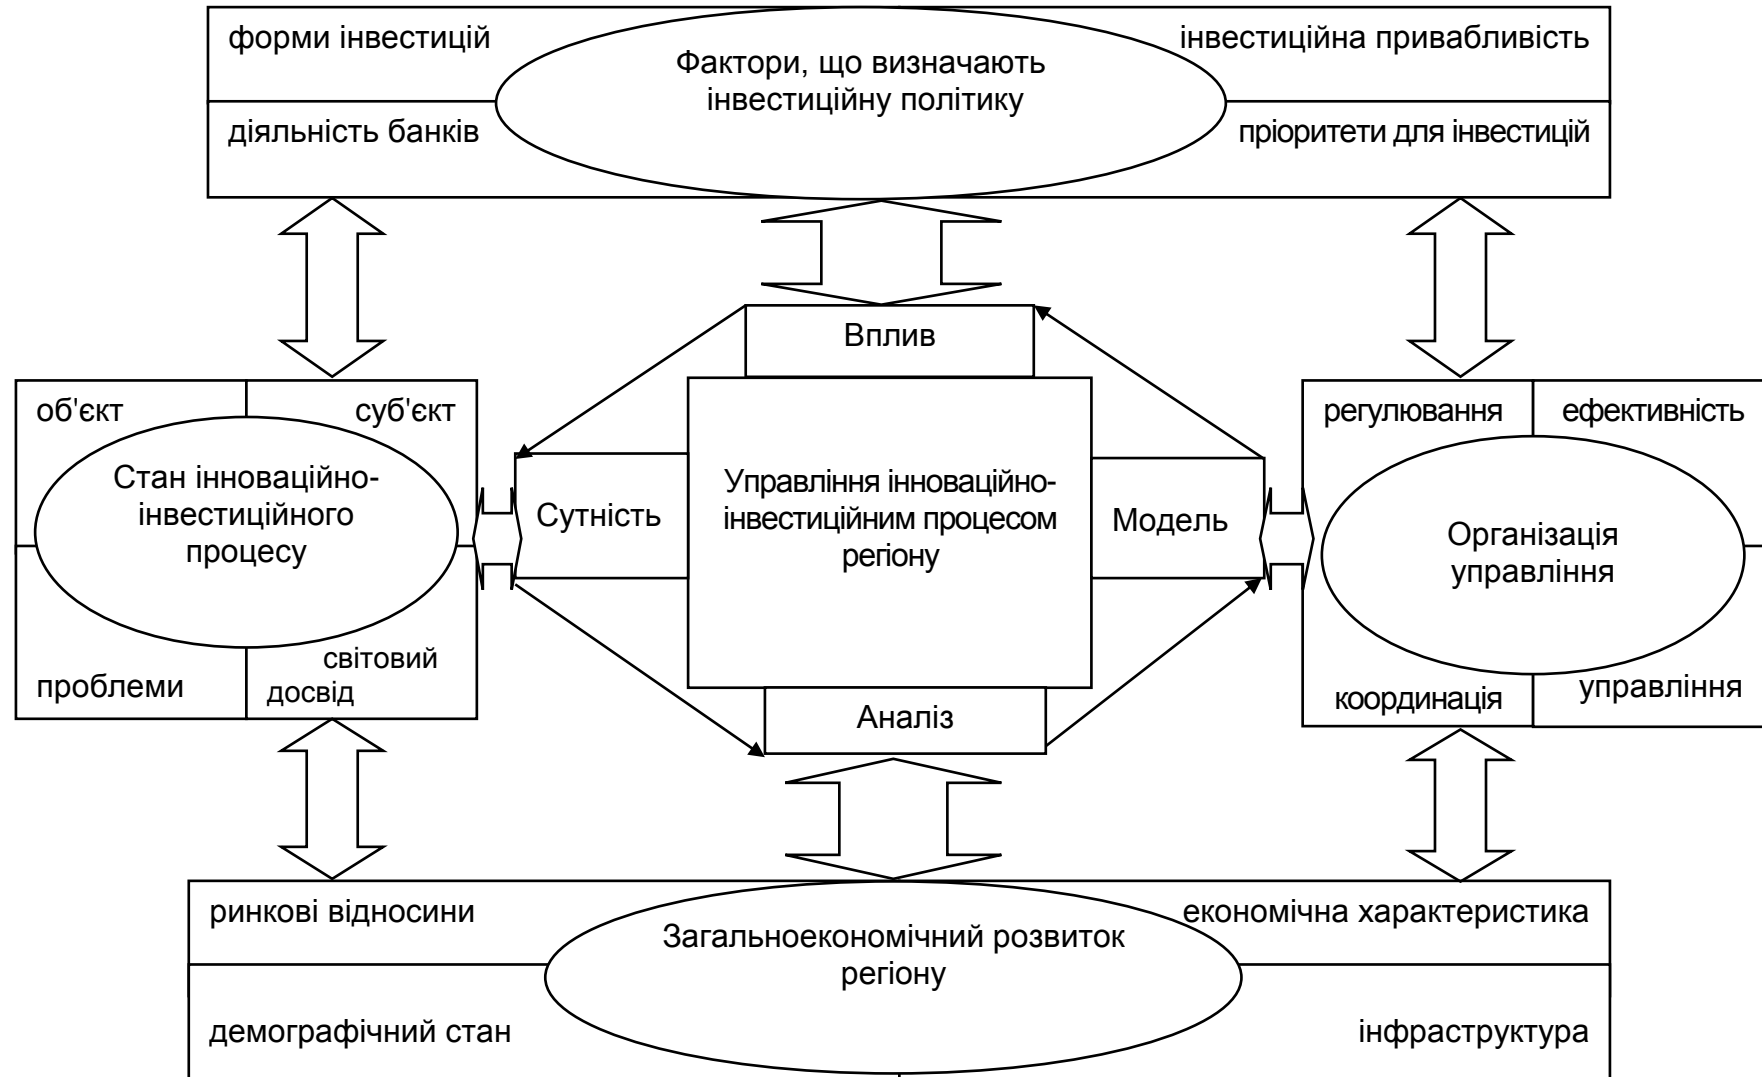 форми інвестицій
інвестиційна привабливість
Фактори, що визначають
інвестиційну політику
діяльність банків
пріоритети для інвестицій
Вплив
об'єкт
суб'єкт
Стан інноваційно-
інвестиційного
процесу
проблеми
світовий
досвід
Сутність
Управління інноваційно-
інвестиційним процесом
регіону
Модель
Аналіз
регулювання
ефективність
Організація
управління
координація
управління
ринкові відносини
економічна характеристика
Загальноекономічний розвиток
регіону
демографічний стан
інфраструктура